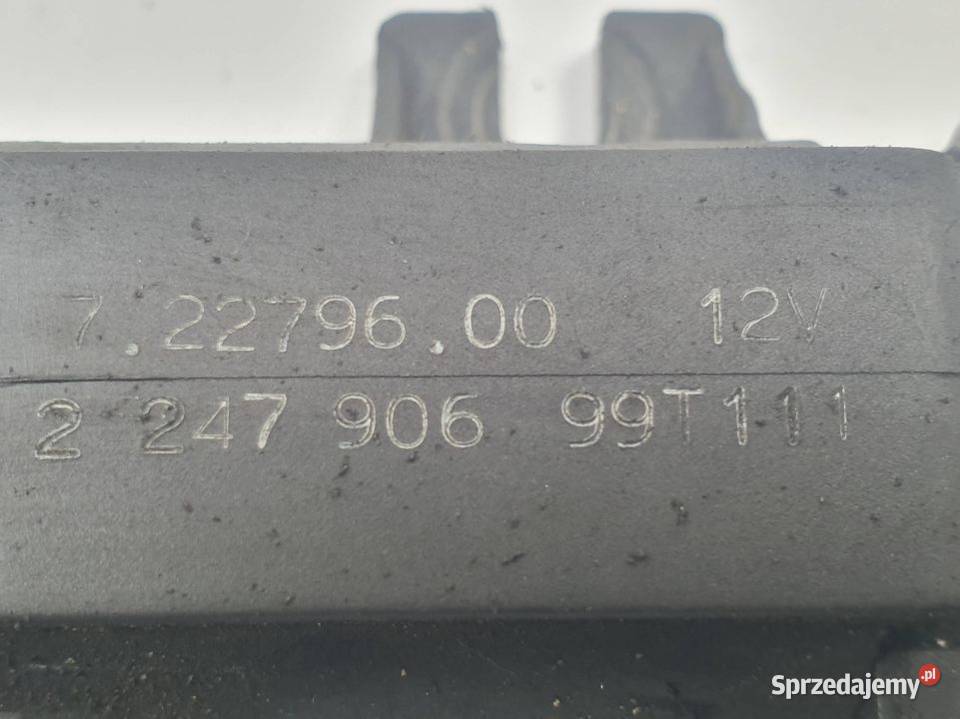 7.22796.00 12V
2 247 906 99T111
Sprzedajemy.pl